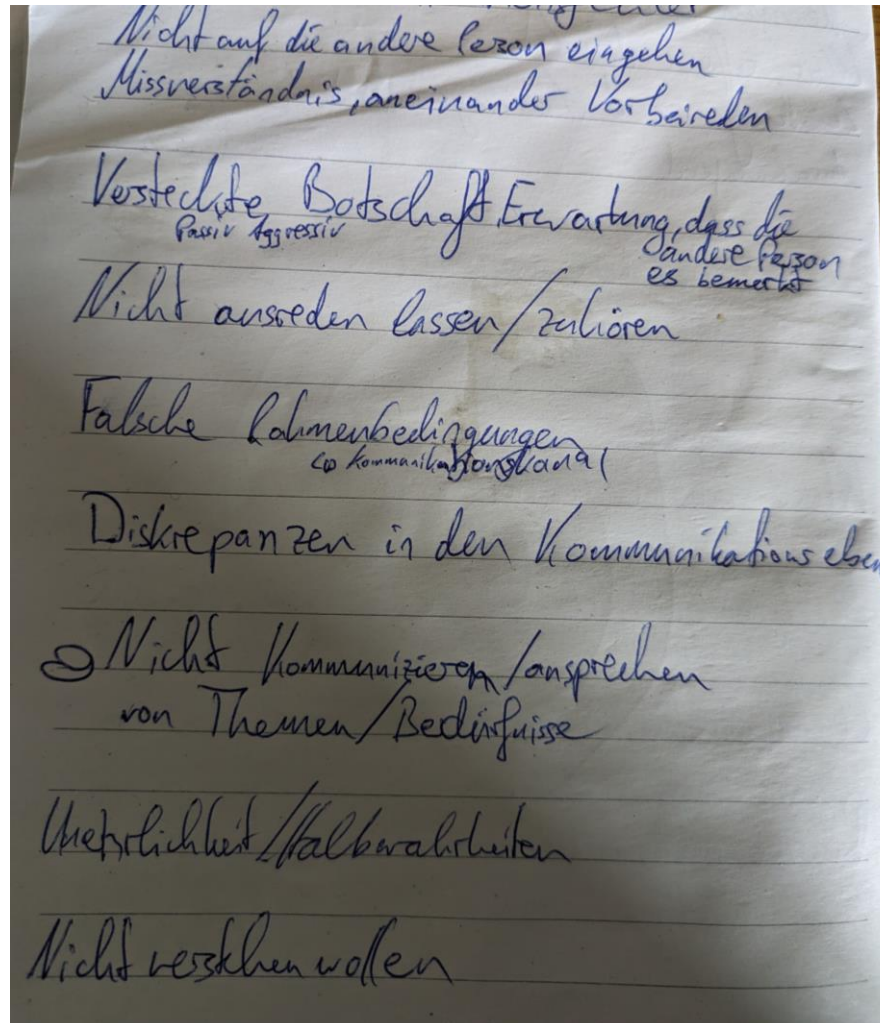 Nicht auf die andere Person eingehen
Missverständnis, aneinander Vorbeireden
Versteckte Botschaft, Erwartung, dass die
Passiv Aggressiv
andere Person
es bemerkt
Nicht ausreden lassen/zuhören
Falsche Rahmenbedingungen
↳ Kommunikationskanal
Diskrepanzen in den Kommunikationseben
Nicht Kommunizieren/ansprechen
von Themen/Bedürfnisse
Unehrlichkeit/Halbwahrheiten
Nicht verstehen wollen